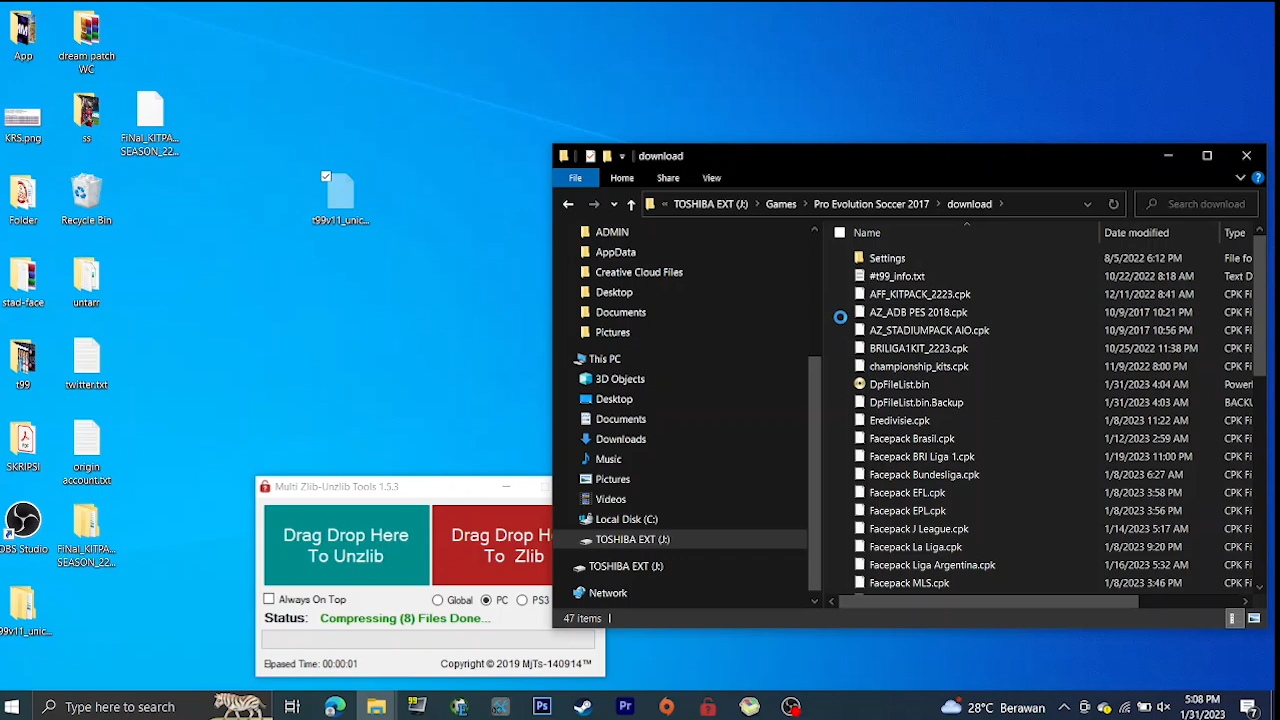 App
dream patch
WC
KRS.png
ss
FiNal_KITPA...
SEASON_22...
Folder
Recycle Bin
t99v11_unic...
stad-face
untarr
t99
twitter.txt
SKRIPSI
origin
account.txt
OBS Studio
FiNal_KITPA...
SEASON_22...
t99v11_unic...
Multi Zlib-Unzlib Tools 1.5.3
Drag Drop Here
To Unzlib
Drag Drop He
To Zlib
Always On Top
Global
PC
PS3
Status:
Compressing (8) Files Done...
Elpased Time: 00:00:01
Copyright © 2019 MjTs-140914™
download
File
Home
Share
View
« TOSHIBA EXT (J:) > Games > Pro Evolution Soccer 2017 > download >
Search download
ADMIN
AppData
Creative Cloud Files
Desktop
Documents
Pictures
This PC
3D Objects
Desktop
Documents
Downloads
Music
Pictures
Videos
Local Disk (C:)
TOSHIBA EXT (J:)
TOSHIBA EXT (J:)
Network
Name Date modified Type
Settings 8/5/2022 6:12 PM File fo
#t99_info.txt 10/22/2022 8:18 AM Text D
AFF_KITPACK_2223.cpk 12/11/2022 8:41 AM CPK Fi
AZ_ADB PES 2018.cpk 10/9/2017 10:21 PM CPK Fi
AZ_STADIUMPACK AIO.cpk 10/9/2017 10:56 PM CPK Fi
BRILIGA1KIT_2223.cpk 10/25/2022 11:38 PM CPK Fi
championship_kits.cpk 11/9/2022 8:00 PM CPK Fi
DpFileList.bin 1/31/2023 4:04 AM Powerl
DpFileList.bin.Backup 1/31/2023 4:03 AM BACKU
Eredivisie.cpk 1/8/2023 11:22 AM CPK Fi
Facepack Brasil.cpk 1/12/2023 2:59 AM CPK Fi
Facepack BRI Liga 1.cpk 1/19/2023 11:00 PM CPK Fi
Facepack Bundesliga.cpk 1/8/2023 6:27 AM CPK Fi
Facepack EFL.cpk 1/8/2023 3:58 PM CPK Fi
Facepack EPL.cpk 1/8/2023 3:56 PM CPK Fi
Facepack J League.cpk 1/14/2023 5:17 AM CPK Fi
Facepack La Liga.cpk 1/8/2023 9:20 PM CPK Fi
Facepack Liga Argentina.cpk 1/16/2023 5:32 AM CPK Fi
Facepack MLS.cpk 1/8/2023 3:46 PM CPK Fi
47 items
Type here to search
28°C Berawan
5:08 PM
1/31/2023